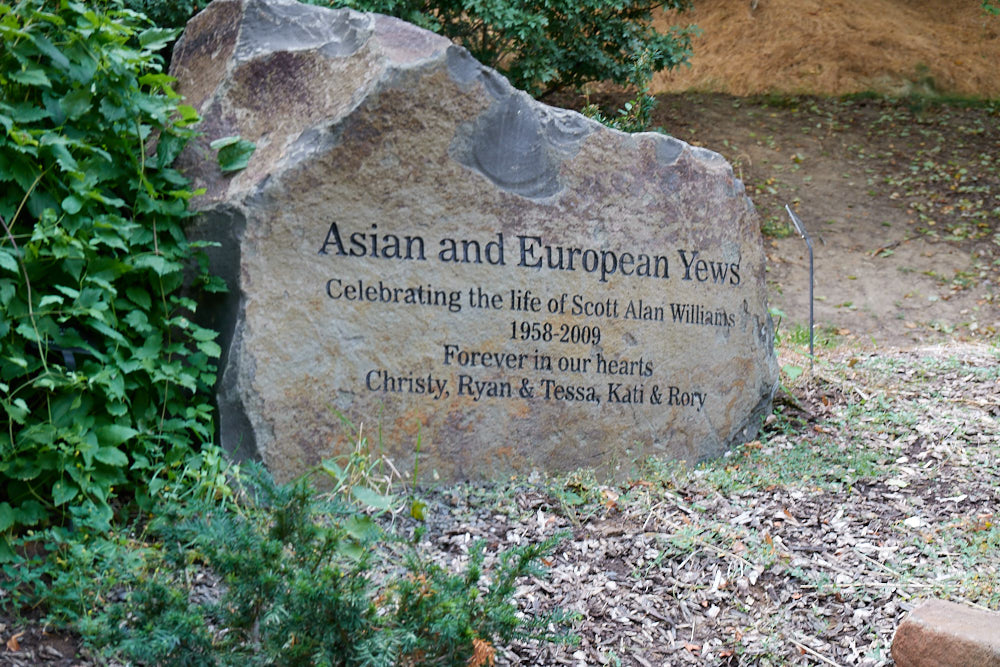 Asian and European Yews
Celebrating the life of Scott Alan Williams
1958-2009
Forever in our hearts
Christy, Ryan & Tessa, Kati & Rory